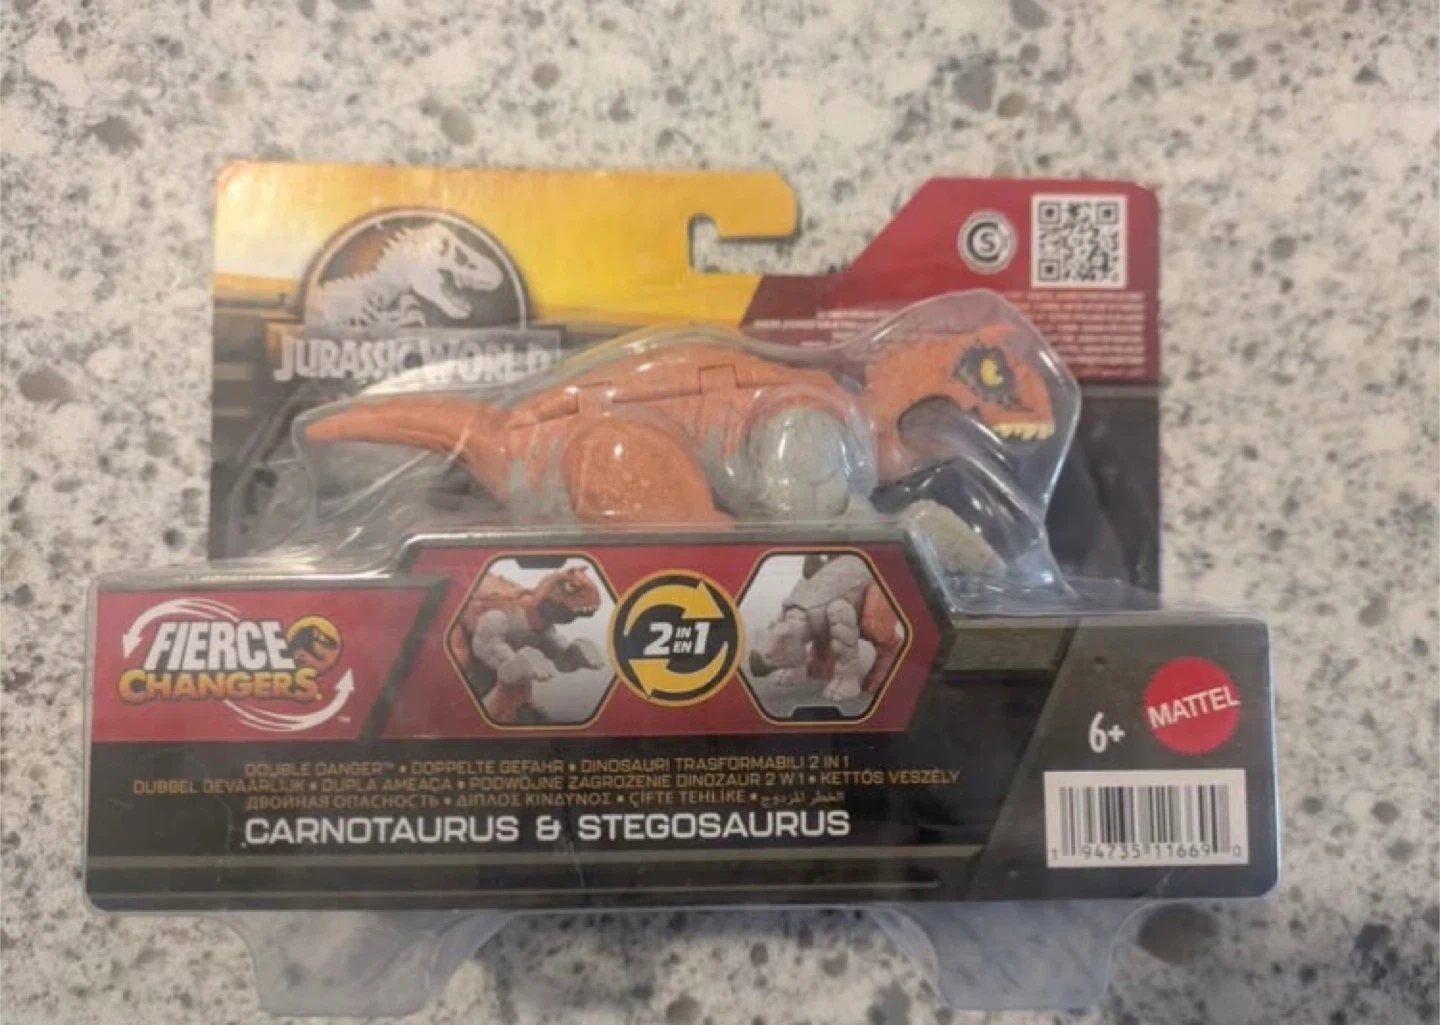 JURASSIC WORLD
FIERCE
CHANGERS
™
2 IN EN 1
6+
MATTEL
DOUBLE DANGER™ • DOPPELTE GEFAHR • DINOSAURI TRASFORMABILI 2 IN 1
DUBBEL GEVAARLIJK • DUPLA AMEAÇA • PODWÓJNE ZAGROŻENIE DINOZAUR 2 W 1 • KETTŐS VESZÉLY
ДВОЙНАЯ ОПАСНОСТЬ • ΔΙΠΛΟΣ ΚΙΝΔΥΝΟΣ • ÇİFTE TEHLİKE • الخطر المزدوج
CARNOTAURUS & STEGOSAURUS
1 94735 11669 0